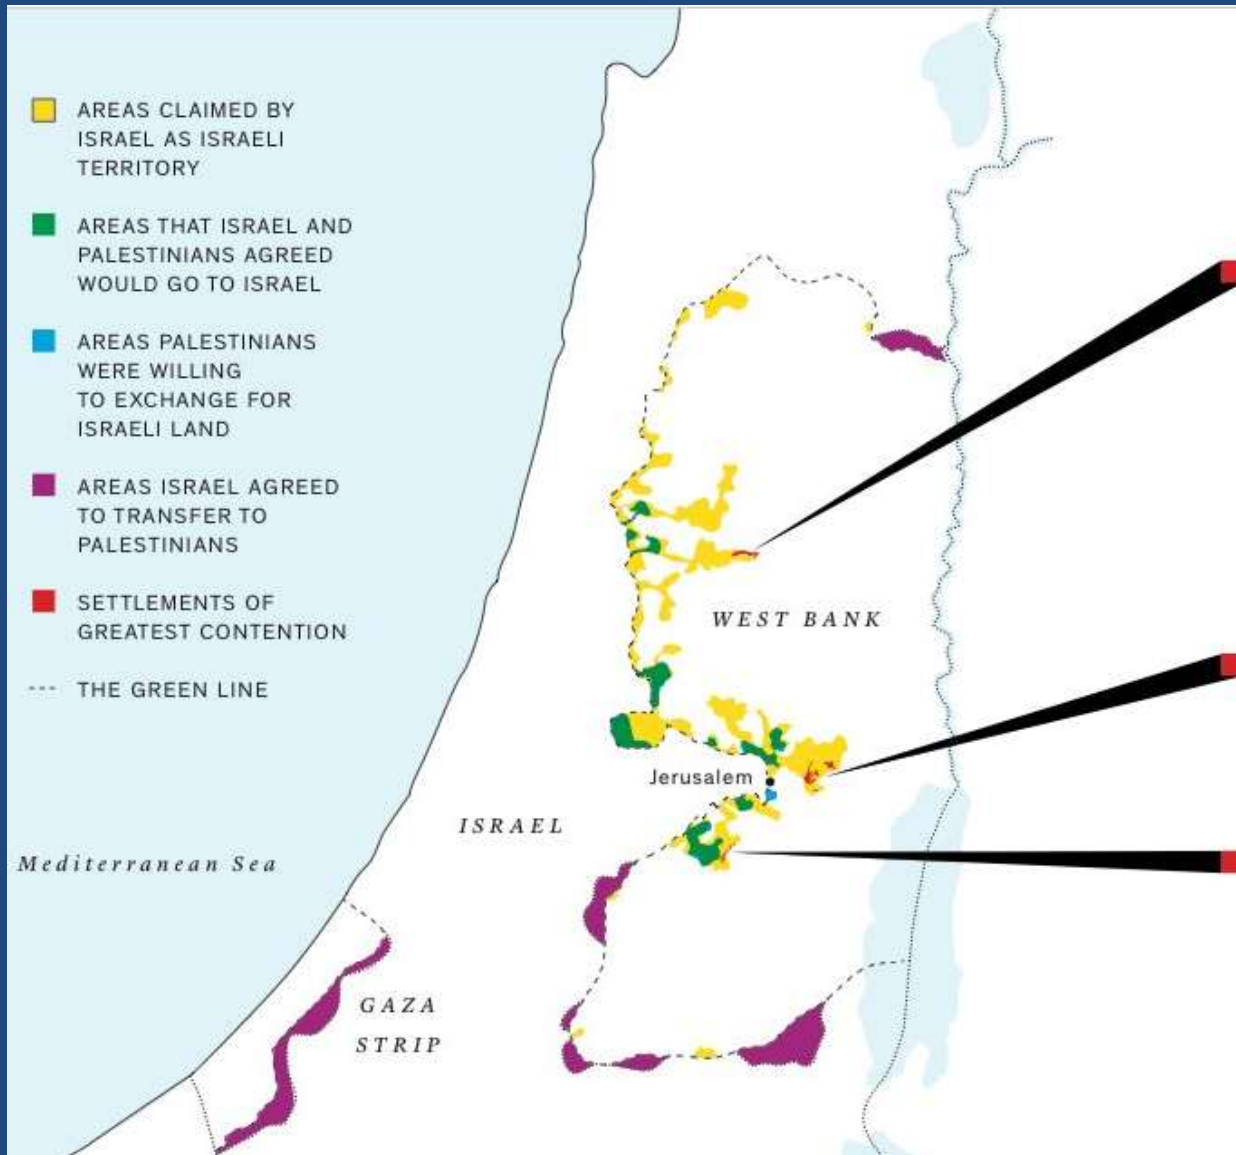 AREAS CLAIMED BY
ISRAEL AS ISRAELI
TERRITORY
AREAS THAT ISRAEL AND
PALESTINIANS AGREED
WOULD GO TO ISRAEL
AREAS PALESTINIANS
WERE WILLING
TO EXCHANGE FOR
ISRAELI LAND
AREAS ISRAEL AGREED
TO TRANSFER TO
PALESTINIANS
SETTLEMENTS OF
GREATEST CONTENTION
THE GREEN LINE
WEST BANK
Jerusalem
ISRAEL
Mediterranean Sea
GAZA
STRIP